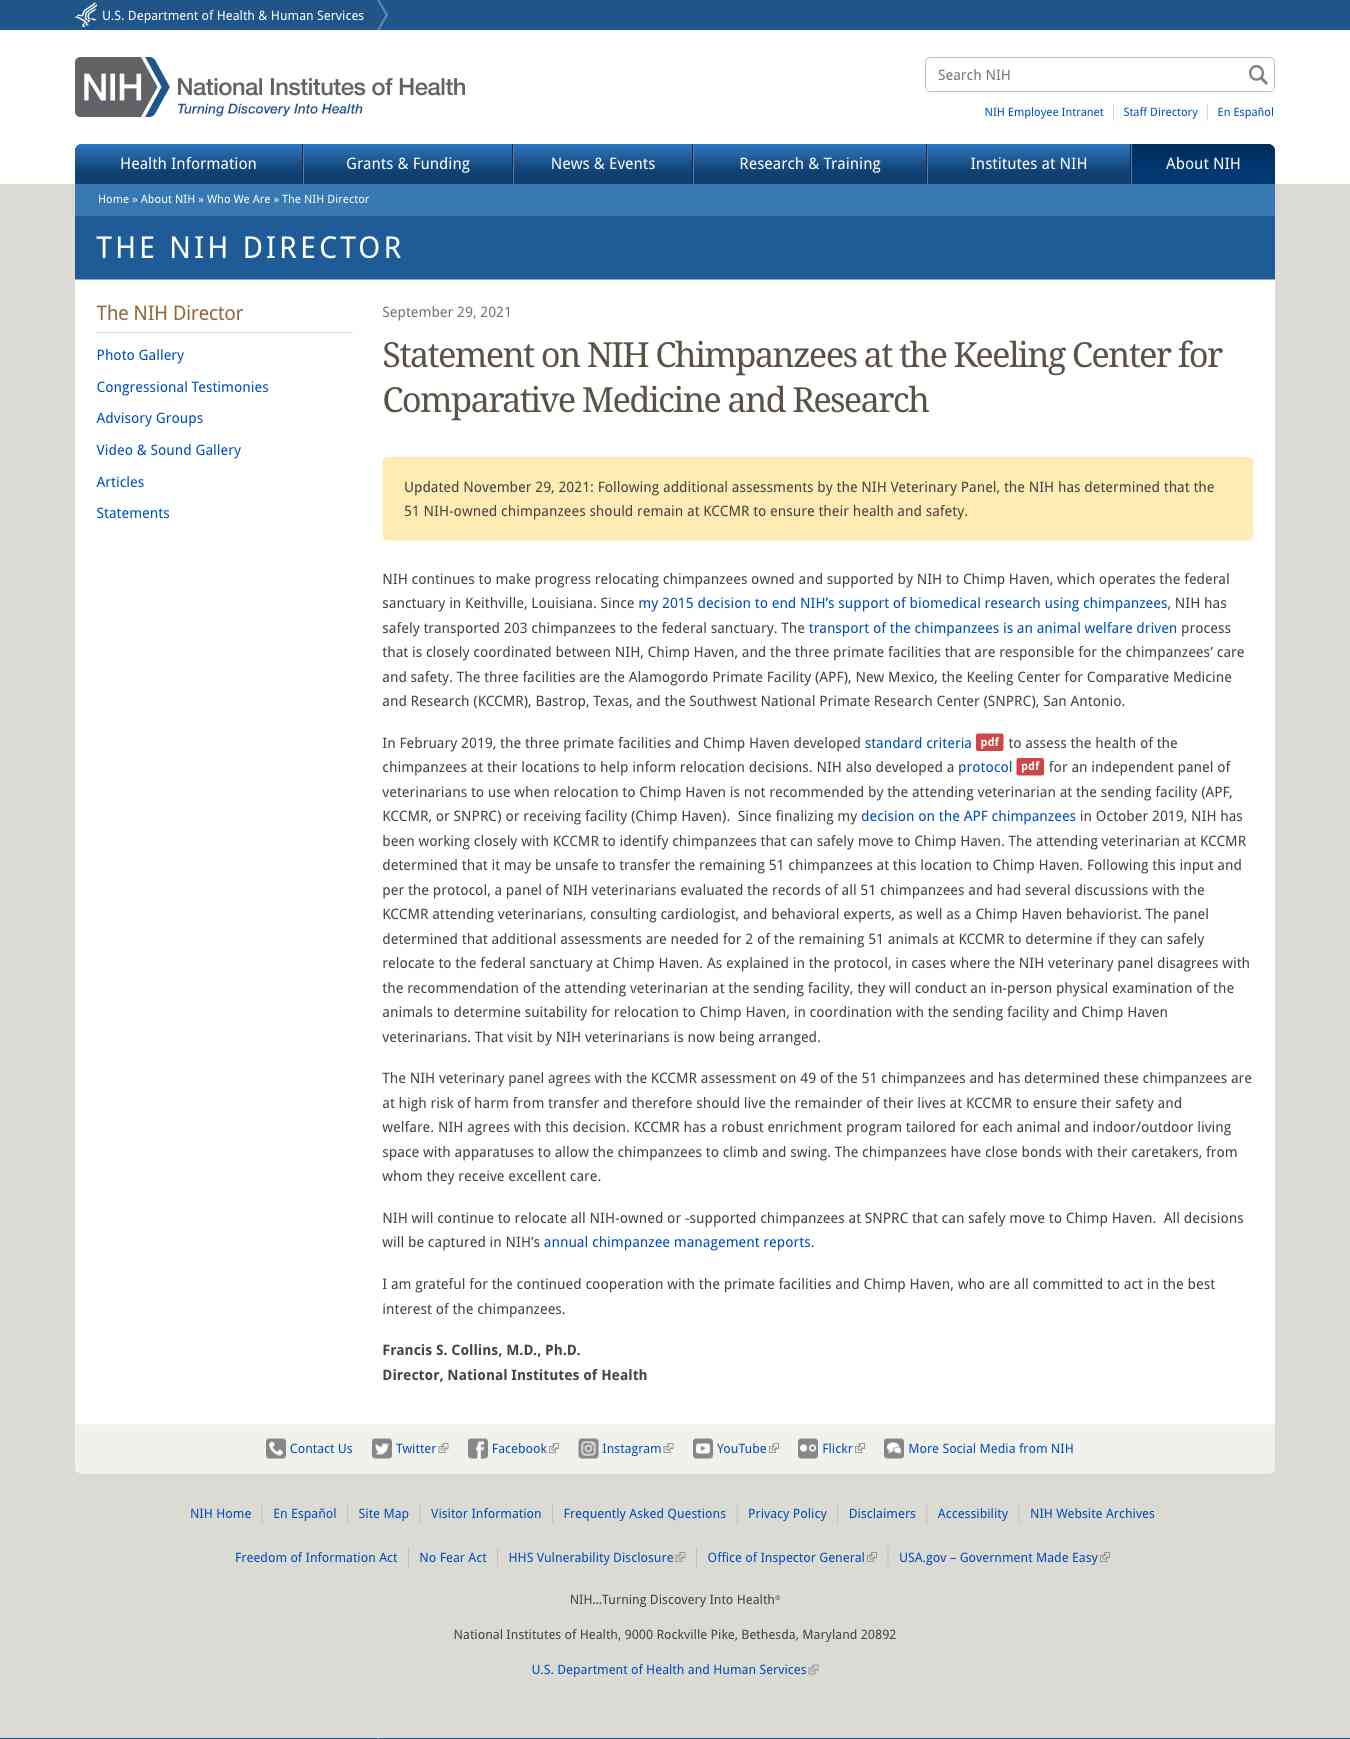 U.S. Department of Health & Human Services
NIH National Institutes of Health
Turning Discovery Into Health
Search NIH
NIH Employee Intranet
Staff Directory
En Español
Health Information
Grants & Funding
News & Events
Research & Training
Institutes at NIH
About NIH
Home » About NIH » Who We Are » The NIH Director
THE NIH DIRECTOR
The NIH Director
Photo Gallery
Congressional Testimonies
Advisory Groups
Video & Sound Gallery
Articles
Statements
September 29, 2021
Statement on NIH Chimpanzees at the Keeling Center for
Comparative Medicine and Research
Updated November 29, 2021: Following additional assessments by the NIH Veterinary Panel, the NIH has determined that the
51 NIH-owned chimpanzees should remain at KCCMR to ensure their health and safety.
NIH continues to make progress relocating chimpanzees owned and supported by NIH to Chimp Haven, which operates the federal
sanctuary in Keithville, Louisiana. Since my 2015 decision to end NIH’s support of biomedical research using chimpanzees, NIH has
safely transported 203 chimpanzees to the federal sanctuary. The transport of the chimpanzees is an animal welfare driven process
that is closely coordinated between NIH, Chimp Haven, and the three primate facilities that are responsible for the chimpanzees’ care
and safety. The three facilities are the Alamogordo Primate Facility (APF), New Mexico, the Keeling Center for Comparative Medicine
and Research (KCCMR), Bastrop, Texas, and the Southwest National Primate Research Center (SNPRC), San Antonio.
In February 2019, the three primate facilities and Chimp Haven developed standard criteria pdf to assess the health of the
chimpanzees at their locations to help inform relocation decisions. NIH also developed a protocol pdf for an independent panel of
veterinarians to use when relocation to Chimp Haven is not recommended by the attending veterinarian at the sending facility (APF,
KCCMR, or SNPRC) or receiving facility (Chimp Haven). Since finalizing my decision on the APF chimpanzees in October 2019, NIH has
been working closely with KCCMR to identify chimpanzees that can safely move to Chimp Haven. The attending veterinarian at KCCMR
determined that it may be unsafe to transfer the remaining 51 chimpanzees at this location to Chimp Haven. Following this input and
per the protocol, a panel of NIH veterinarians evaluated the records of all 51 chimpanzees and had several discussions with the
KCCMR attending veterinarians, consulting cardiologist, and behavioral experts, as well as a Chimp Haven behaviorist. The panel
determined that additional assessments are needed for 2 of the remaining 51 animals at KCCMR to determine if they can safely
relocate to the federal sanctuary at Chimp Haven. As explained in the protocol, in cases where the NIH veterinary panel disagrees with
the recommendation of the attending veterinarian at the sending facility, they will conduct an in-person physical examination of the
animals to determine suitability for relocation to Chimp Haven, in coordination with the sending facility and Chimp Haven
veterinarians. That visit by NIH veterinarians is now being arranged.
The NIH veterinary panel agrees with the KCCMR assessment on 49 of the 51 chimpanzees and has determined these chimpanzees are
at high risk of harm from transfer and therefore should live the remainder of their lives at KCCMR to ensure their safety and
welfare. NIH agrees with this decision. KCCMR has a robust enrichment program tailored for each animal and indoor/outdoor living
space with apparatuses to allow the chimpanzees to climb and swing. The chimpanzees have close bonds with their caretakers, from
whom they receive excellent care.
NIH will continue to relocate all NIH-owned or -supported chimpanzees at SNPRC that can safely move to Chimp Haven. All decisions
will be captured in NIH’s annual chimpanzee management reports.
I am grateful for the continued cooperation with the primate facilities and Chimp Haven, who are all committed to act in the best
interest of the chimpanzees.
Francis S. Collins, M.D., Ph.D.
Director, National Institutes of Health
Contact Us
Twitter
Facebook
Instagram
YouTube
Flickr
More Social Media from NIH
NIH Home
En Español
Site Map
Visitor Information
Frequently Asked Questions
Privacy Policy
Disclaimers
Accessibility
NIH Website Archives
Freedom of Information Act
No Fear Act
HHS Vulnerability Disclosure
Office of Inspector General
USA.gov – Government Made Easy
NIH...Turning Discovery Into Health®
National Institutes of Health, 9000 Rockville Pike, Bethesda, Maryland 20892
U.S. Department of Health and Human Services